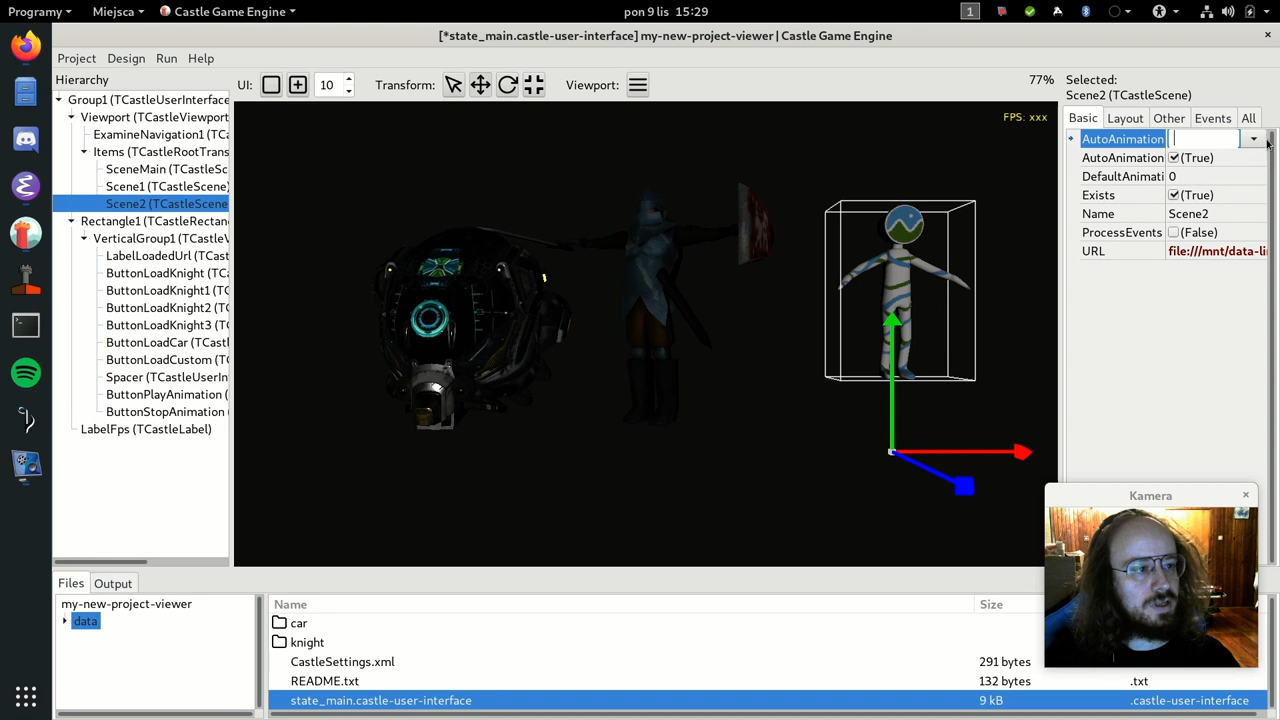 Programy
Miejsca
Castle Game Engine
pon 9 lis 15:29
1
[*state_main.castle-user-interface] my-new-project-viewer | Castle Game Engine
×
Project Design Run Help
Hierarchy
Group1 (TCastleUserInterface
Viewport (TCastleViewport
ExamineNavigation1 (TCa
Items (TCastleRootTrans
SceneMain (TCastleSc
Scene1 (TCastleScene)
Scene2 (TCastleScene
Rectangle1 (TCastleRectan
VerticalGroup1 (TCastleV
LabelLoadedUrl (TCast
ButtonLoadKnight (TCa
ButtonLoadKnight1 (TC
ButtonLoadKnight2 (TC
ButtonLoadKnight3 (TC
ButtonLoadCar (TCastl
ButtonLoadCustom (TC
Spacer (TCastleUserIn
ButtonPlayAnimation (
ButtonStopAnimation (
LabelFps (TCastleLabel)
UI: 10 Transform: Viewport: 77%
FPS: xxx
Selected:
Scene2 (TCastleScene)
Basic Layout Other Events All
AutoAnimation
AutoAnimation (True)
DefaultAnimati 0
Exists (True)
Name Scene2
ProcessEvents (False)
URL file:///mnt/data-li
Kamera ×
Files Output
my-new-project-viewer
data
Name Size
car
knight
CastleSettings.xml 291 bytes
README.txt 132 bytes .txt
state_main.castle-user-interface 9 kB .castle-user-interface